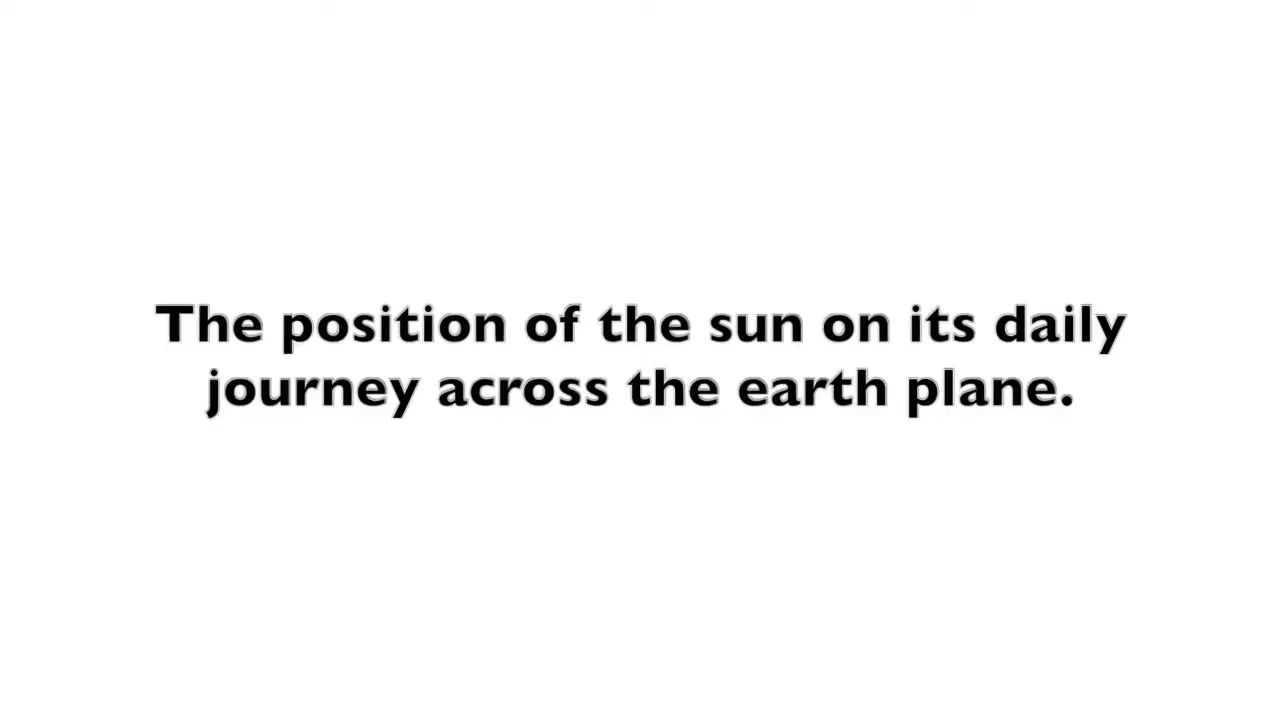 The position of the sun on its daily
journey across the earth plane.